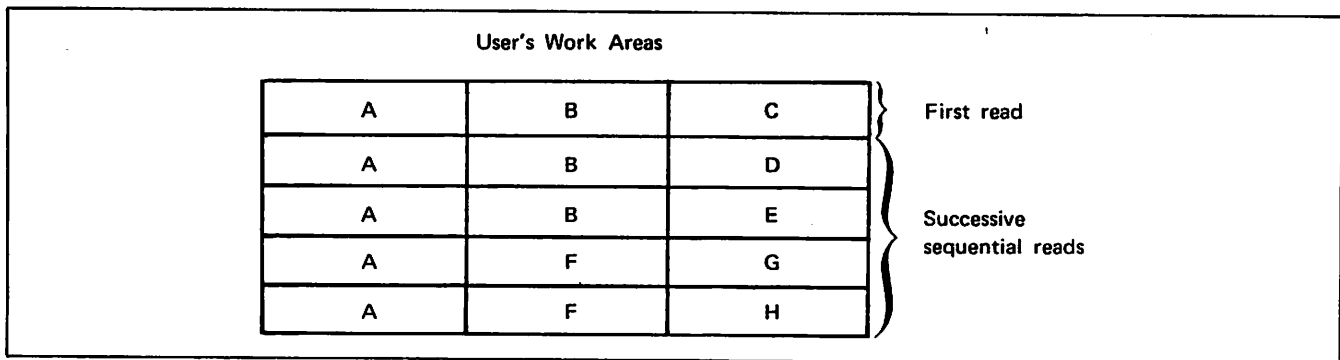 User's Work Areas
A B C First read
A B D
A B E Successive
sequential reads
A F G
A F H